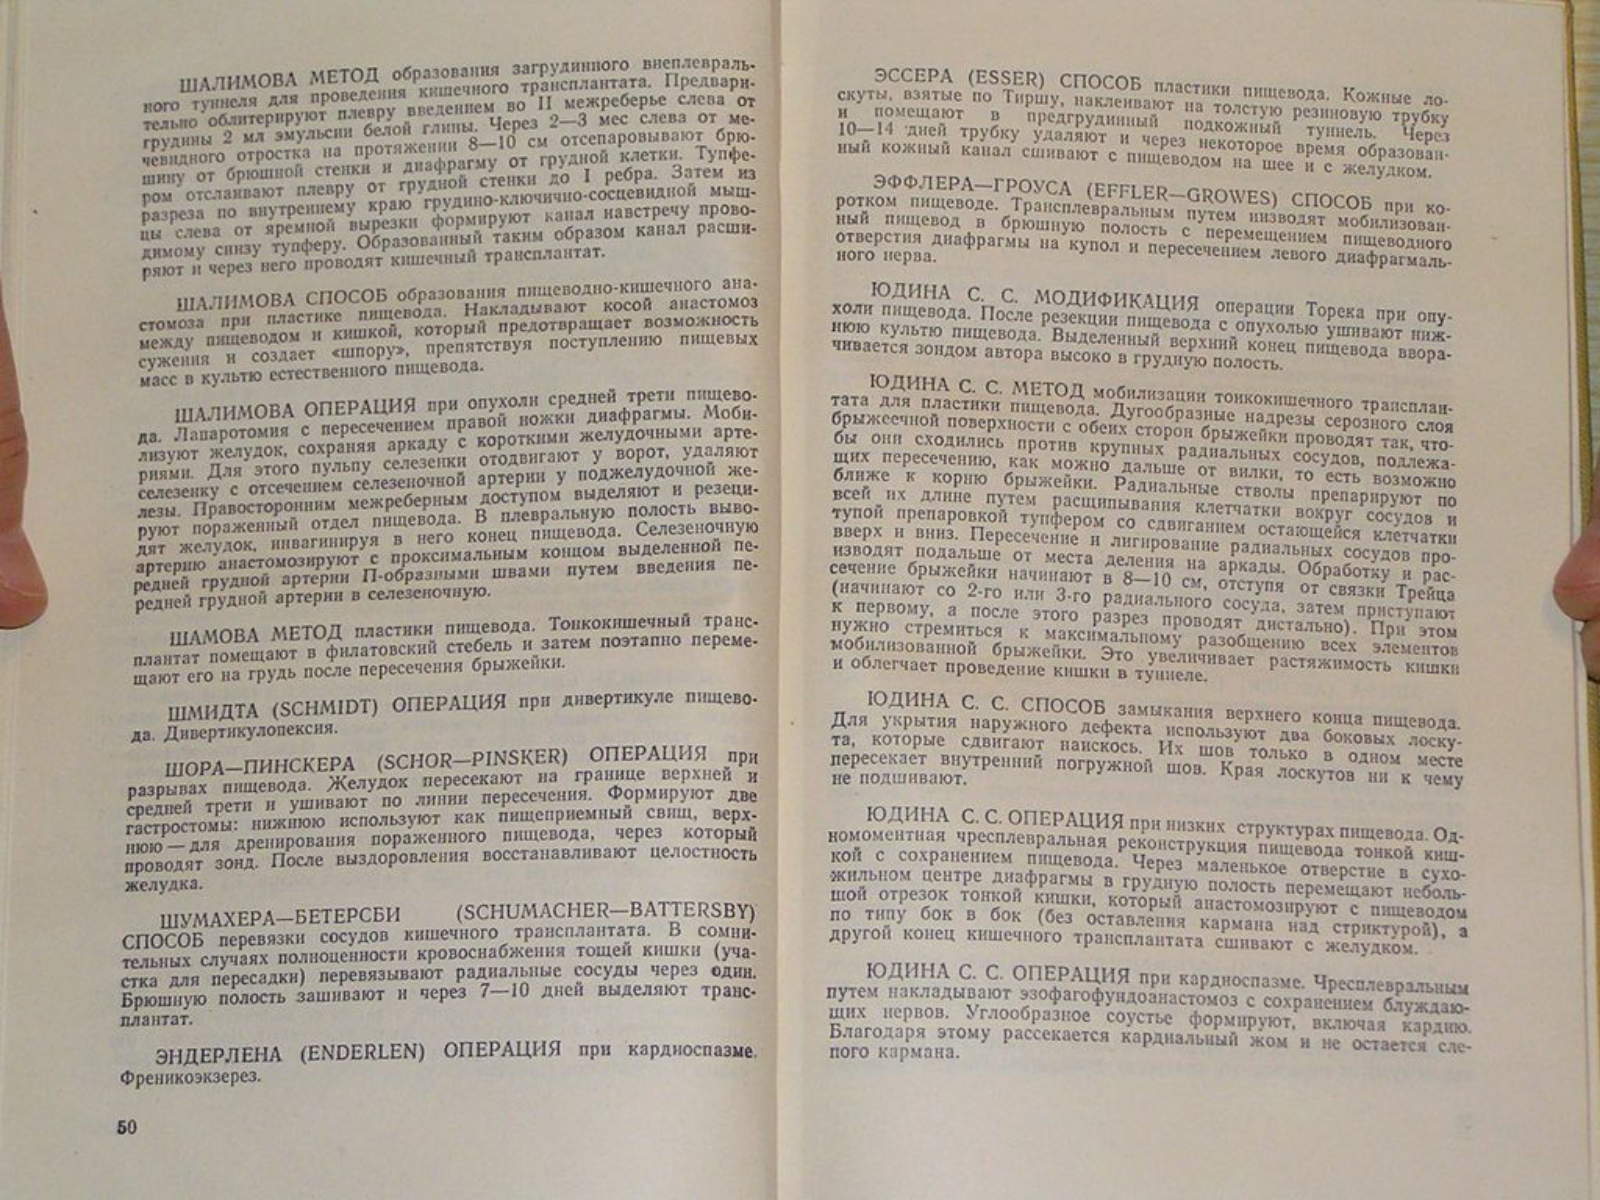 ШАЛИМОВА МЕТОД образования загрудинного внеплевраль-
ного туннеля для проведения кишечного трансплантата. Предвари-
тельно облитерируют плевру введением во II межреберье слева от
грудины 2 мл эмульсии белой глины. Через 2—3 мес слева от ме-
чевидного отростка на протяжении 8—10 см отсепаровывают брю-
шину от брюшной стенки и диафрагму от грудной клетки. Тупфе-
ром отслаивают плевру от грудной стенки до I ребра. Затем из
разреза по внутреннему краю грудино-ключично-сосцевидной мыш-
цы слева от яремной вырезки формируют канал навстречу прово-
димому снизу тупферу. Образованный таким образом канал расши-
ряют и через него проводят кишечный трансплантат.
ШАЛИМОВА СПОСОБ образования пищеводно-кишечного ана-
стомоза при пластике пищевода. Накладывают косой анастомоз
между пищеводом и кишкой, который предотвращает возможность
сужения и создает «шпору», препятствуя поступлению пищевых
масс в культю естественного пищевода.
ШАЛИМОВА ОПЕРАЦИЯ при опухоли средней трети пищево-
да. Лапаротомия с пересечением правой ножки диафрагмы. Моби-
лизуют желудок, сохраняя аркаду с короткими желудочными арте-
риями. Для этого пульпу селезенки отодвигают у ворот, удаляют
селезенку с отсечением селезеночной артерии у поджелудочной же-
лезы. Правосторонним межреберным доступом выделяют и резеци-
руют пораженный отдел пищевода. В плевральную полость выво-
дят желудок, инвагинируя в него конец пищевода. Селезеночную
артерию анастомозируют с проксимальным концом выделенной пе-
редней грудной артерии П-образными швами путем введения пе-
редней грудной артерии в селезеночную.
ШАМОВА МЕТОД пластики пищевода. Тонкокишечный транс-
плантат помещают в филатовский стебель и затем поэтапно переме-
щают его на грудь после пересечения брыжейки.
ШМИДТА (SCHMIDT) ОПЕРАЦИЯ при дивертикуле пищево-
да. Дивертикулопексия.
ШОРА—ПИНСКЕРА (SCHOR—PINSKER) ОПЕРАЦИЯ при
разрывах пищевода. Желудок пересекают на границе верхней и
средней трети и ушивают по линии пересечения. Формируют две
гастростомы: нижнюю используют как пищеприемный свищ, верх-
нюю — для дренирования пораженного пищевода, через который
проводят зонд. После выздоровления восстанавливают целостность
желудка.
ШУМАХЕРА—БЕТЕРСБИ (SCHUMACHER—BATTERSBY)
СПОСОБ перевязки сосудов кишечного трансплантата. В сомни-
тельных случаях полноценности кровоснабжения тощей кишки (уча-
стка для пересадки) перевязывают радиальные сосуды через один.
Брюшную полость зашивают и через 7—10 дней выделяют транс-
плантат.
ЭНДЕРЛЕНА (ENDERLEN) ОПЕРАЦИЯ при кардиоспазме.
Френикоэкзерез.
50
ЭССЕРА (ESSER) СПОСОБ пластики пищевода. Кожные ло-
скуты, взятые по Тиршу, наклеивают на толстую резиновую трубку
и помещают в предгрудинный подкожный туннель. Через
10—14 дней трубку удаляют и через некоторое время образован-
ный кожный канал сшивают с пищеводом на шее и с желудком.
ЭФФЛЕРА—ГРОУСА (EFFLER—GROWES) СПОСОБ при ко-
ротком пищеводе. Трансплевральным путем низводят мобилизован-
ный пищевод в брюшную полость с перемещением пищеводного
отверстия диафрагмы на купол и пересечением левого диафрагмаль-
ного нерва.
ЮДИНА С. С. МОДИФИКАЦИЯ операции Торека при опу-
холи пищевода. После резекции пищевода с опухолью ушивают ниж-
нюю культю пищевода. Выделенный верхний конец пищевода ввора-
чивается зондом автора высоко в грудную полость.
ЮДИНА С. С. МЕТОД мобилизации тонкокишечного трансплан-
тата для пластики пищевода. Дугообразные надрезы серозного слоя
брыжеечной поверхности с обеих сторон брыжейки проводят так, что-
бы они сходились против крупных радиальных сосудов, подлежа-
щих пересечению, как можно дальше от вилки, то есть возможно
ближе к корню брыжейки. Радиальные стволы препарируют по
всей их длине путем расщипывания клетчатки вокруг сосудов и
тупой препаровкой тупфером со сдвиганием остающейся клетчатки
вверх и вниз. Пересечение и лигирование радиальных сосудов про-
изводят подальше от места деления на аркады. Обработку и рас-
сечение брыжейки начинают в 8—10 см, отступя от связки Трейца
(начинают со 2-го или 3-го радиального сосуда, затем приступают
к первому, а после этого разрез проводят дистально). При этом
нужно стремиться к максимальному разобщению всех элементов
мобилизованной брыжейки. Это увеличивает растяжимость кишки
и облегчает проведение кишки в туннеле.
ЮДИНА С. С. СПОСОБ замыкания верхнего конца пищевода.
Для укрытия наружного дефекта используют два боковых лоску-
та, которые сдвигают наискось. Их шов только в одном месте
пересекает внутренний погружной шов. Края лоскутов ни к чему
не подшивают.
ЮДИНА С. С. ОПЕРАЦИЯ при низких структурах пищевода. Од-
номоментная чресплевральная реконструкция пищевода тонкой киш-
кой с сохранением пищевода. Через маленькое отверстие в сухо-
жильном центре диафрагмы в грудную полость перемещают неболь-
шой отрезок тонкой кишки, который анастомозируют с пищеводом
по типу бок в бок (без оставления кармана над стриктурой), а
другой конец кишечного трансплантата сшивают с желудком.
ЮДИНА С. С. ОПЕРАЦИЯ при кардиоспазме. Чресплевральным
путем накладывают эзофагофундоанастомоз с сохранением блуждаю-
щих нервов. Углообразное соустье формируют, включая кардию.
Благодаря этому рассекается кардиальный жом и не остается сле-
пого кармана.